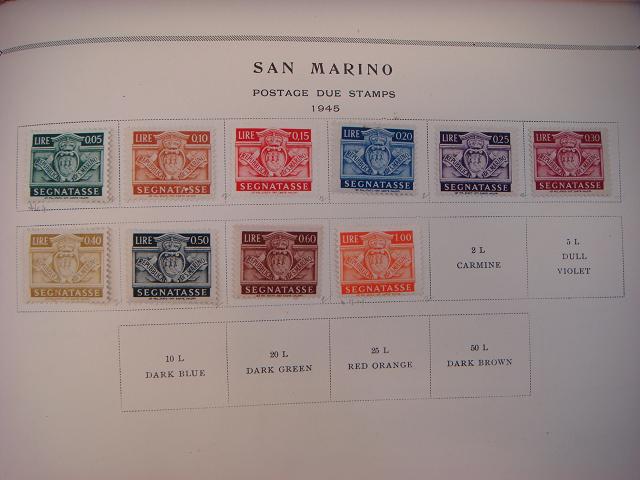 SAN MARINO
POSTAGE DUE STAMPS
1945
LIRE 0,05
SEGNATASSE
LIRE 0,10
SEGNATASSE
LIRE 0,15
SEGNATASSE
LIRE 0,20
SEGNATASSE
LIRE 0,25
SEGNATASSE
LIRE 0,30
SEGNATASSE
LIRE 0,40
SEGNATASSE
LIRE 0,50
SEGNATASSE
LIRE 0,60
SEGNATASSE
LIRE 1,00
SEGNATASSE
2 L
CARMINE
5 L
DULL
VIOLET
10 L
DARK BLUE
20 L
DARK GREEN
25 L
RED ORANGE
50 L
DARK BROWN